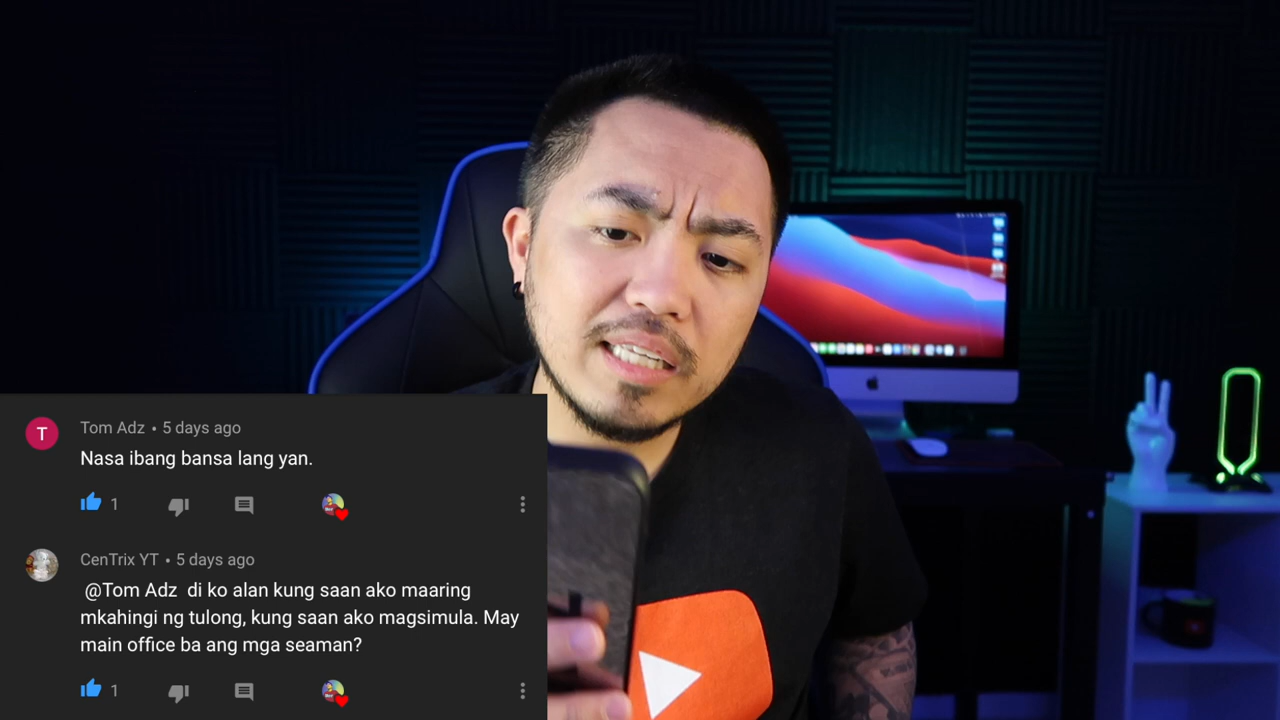 T
Tom Adz • 5 days ago
Nasa ibang bansa lang yan.
1
CenTrix YT • 5 days ago
@Tom Adz di ko alan kung saan ako maaring
mkahingi ng tulong, kung saan ako magsimula. May
main office ba ang mga seaman?
1